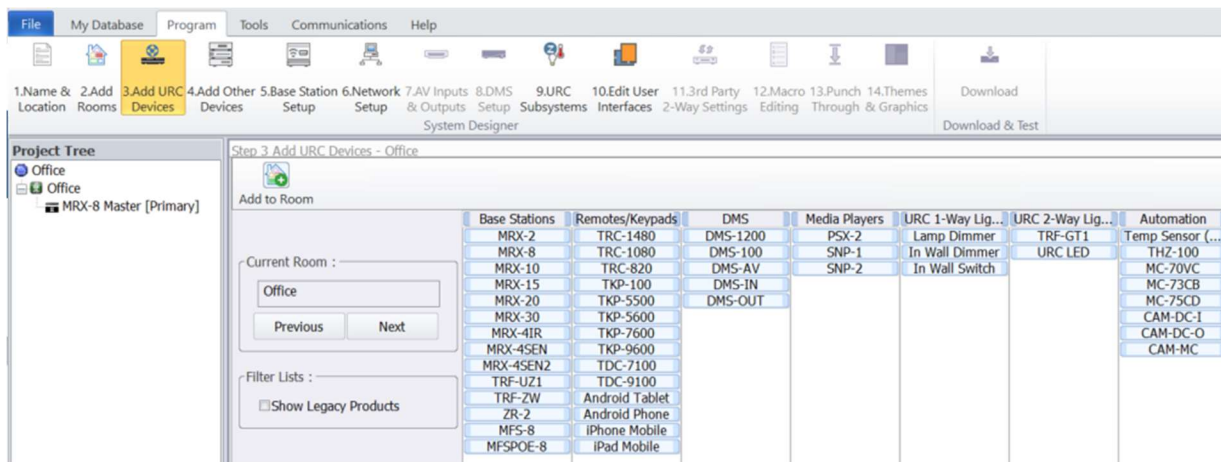 File My Database Program Tools Communications Help
1.Name & Location 2.Add Rooms 3.Add URC Devices 4.Add Other Devices 5.Base Station Setup 6.Network Setup 7.AV Inputs & Outputs 8.DMS Setup 9.URC Subsystems 10.Edit User Interfaces 11.3rd Party 2-Way Settings 12.Macro Editing 13.Punch Through 14.Themes & Graphics Download
System Designer Download & Test
Project Tree
Office
Office
MRX-8 Master [Primary]
Step 3 Add URC Devices - Office
Add to Room
Current Room :
Office
Previous Next
Filter Lists :
Show Legacy Products
Base Stations Remotes/Keypads DMS Media Players URC 1-Way Lig... URC 2-Way Lig... Automation
MRX-2 TRC-1480 DMS-1200 PSX-2 Lamp Dimmer TRF-GT1 Temp Sensor (...
MRX-8 TRC-1080 DMS-100 SNP-1 In Wall Dimmer URC LED THZ-100
MRX-10 TRC-820 DMS-AV SNP-2 In Wall Switch MC-70VC
MRX-15 TKP-100 DMS-IN MC-73CB
MRX-20 TKP-5500 DMS-OUT MC-75CD
MRX-30 TKP-5600 CAM-DC-I
MRX-4IR TKP-7600 CAM-DC-O
MRX-4SEN TKP-9600 CAM-MC
MRX-4SEN2 TDC-7100
TRF-UZ1 TDC-9100
TRF-ZW Android Tablet
ZR-2 Android Phone
MFS-8 iPhone Mobile
MFSPOE-8 iPad Mobile